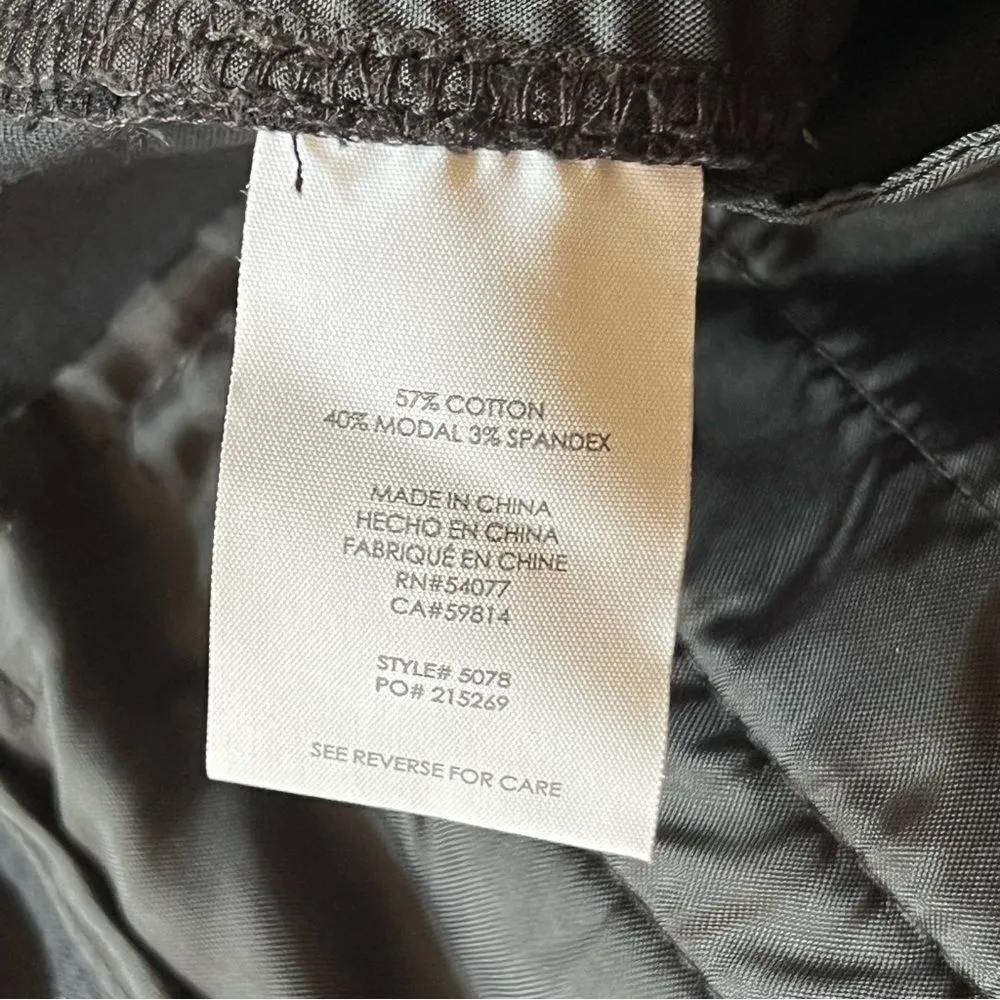 57% COTTON
40% MODAL 3% SPANDEX
MADE IN CHINA
HECHO EN CHINA
FABRIQUÉ EN CHINE
RN#54077
CA#59814
STYLE# 5078
PO# 215269
SEE REVERSE FOR CARE